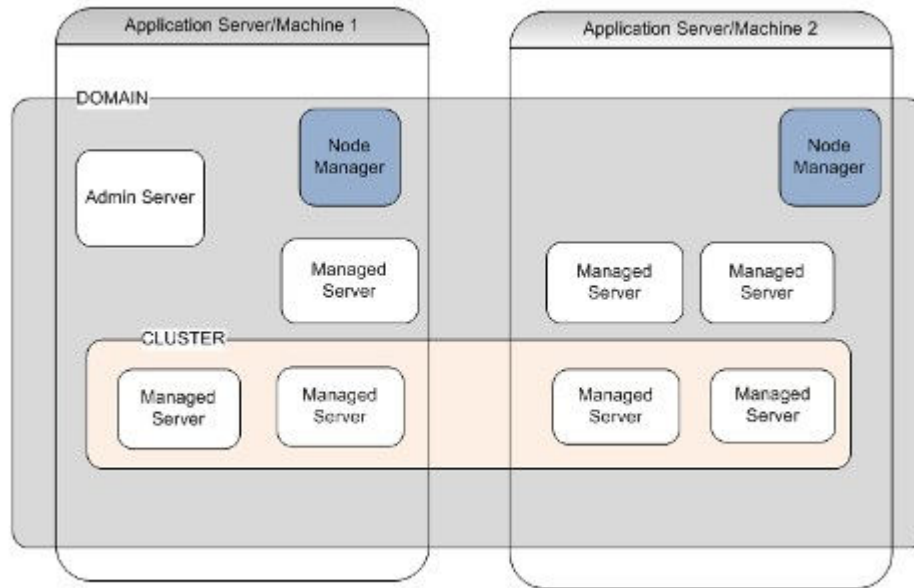 Application Server/Machine 1
Application Server/Machine 2
DOMAIN
Node
Manager
Node
Manager
Admin Server
Managed
Server
Managed
Server
Managed
Server
CLUSTER
Managed
Server
Managed
Server
Managed
Server
Managed
Server